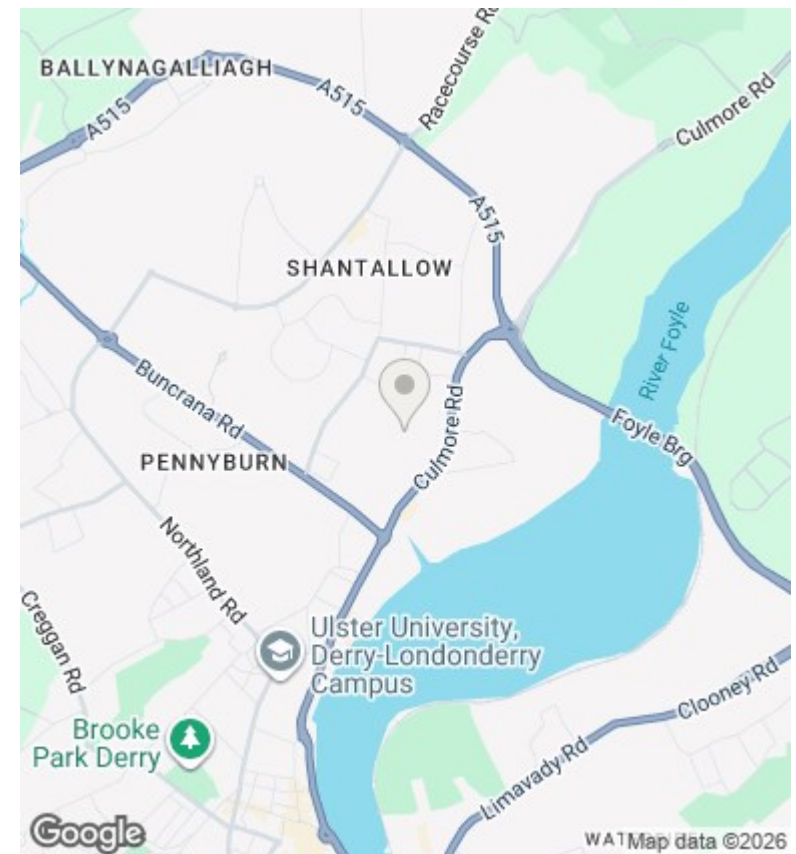 BALLYNAGALLIAGH
A515
A515
Racecourse Rd
Culmore Rd
A515
SHANTALLOW
River Foyle
Buncrana Rd
Culmore Rd
Foyle Brg
PENNYBURN
Northland Rd
Creggan Rd
Ulster University,
Derry-Londonderry
Campus
Clooney Rd
Brooke
Park Derry
Limavady Rd
Google
Map data ©2026